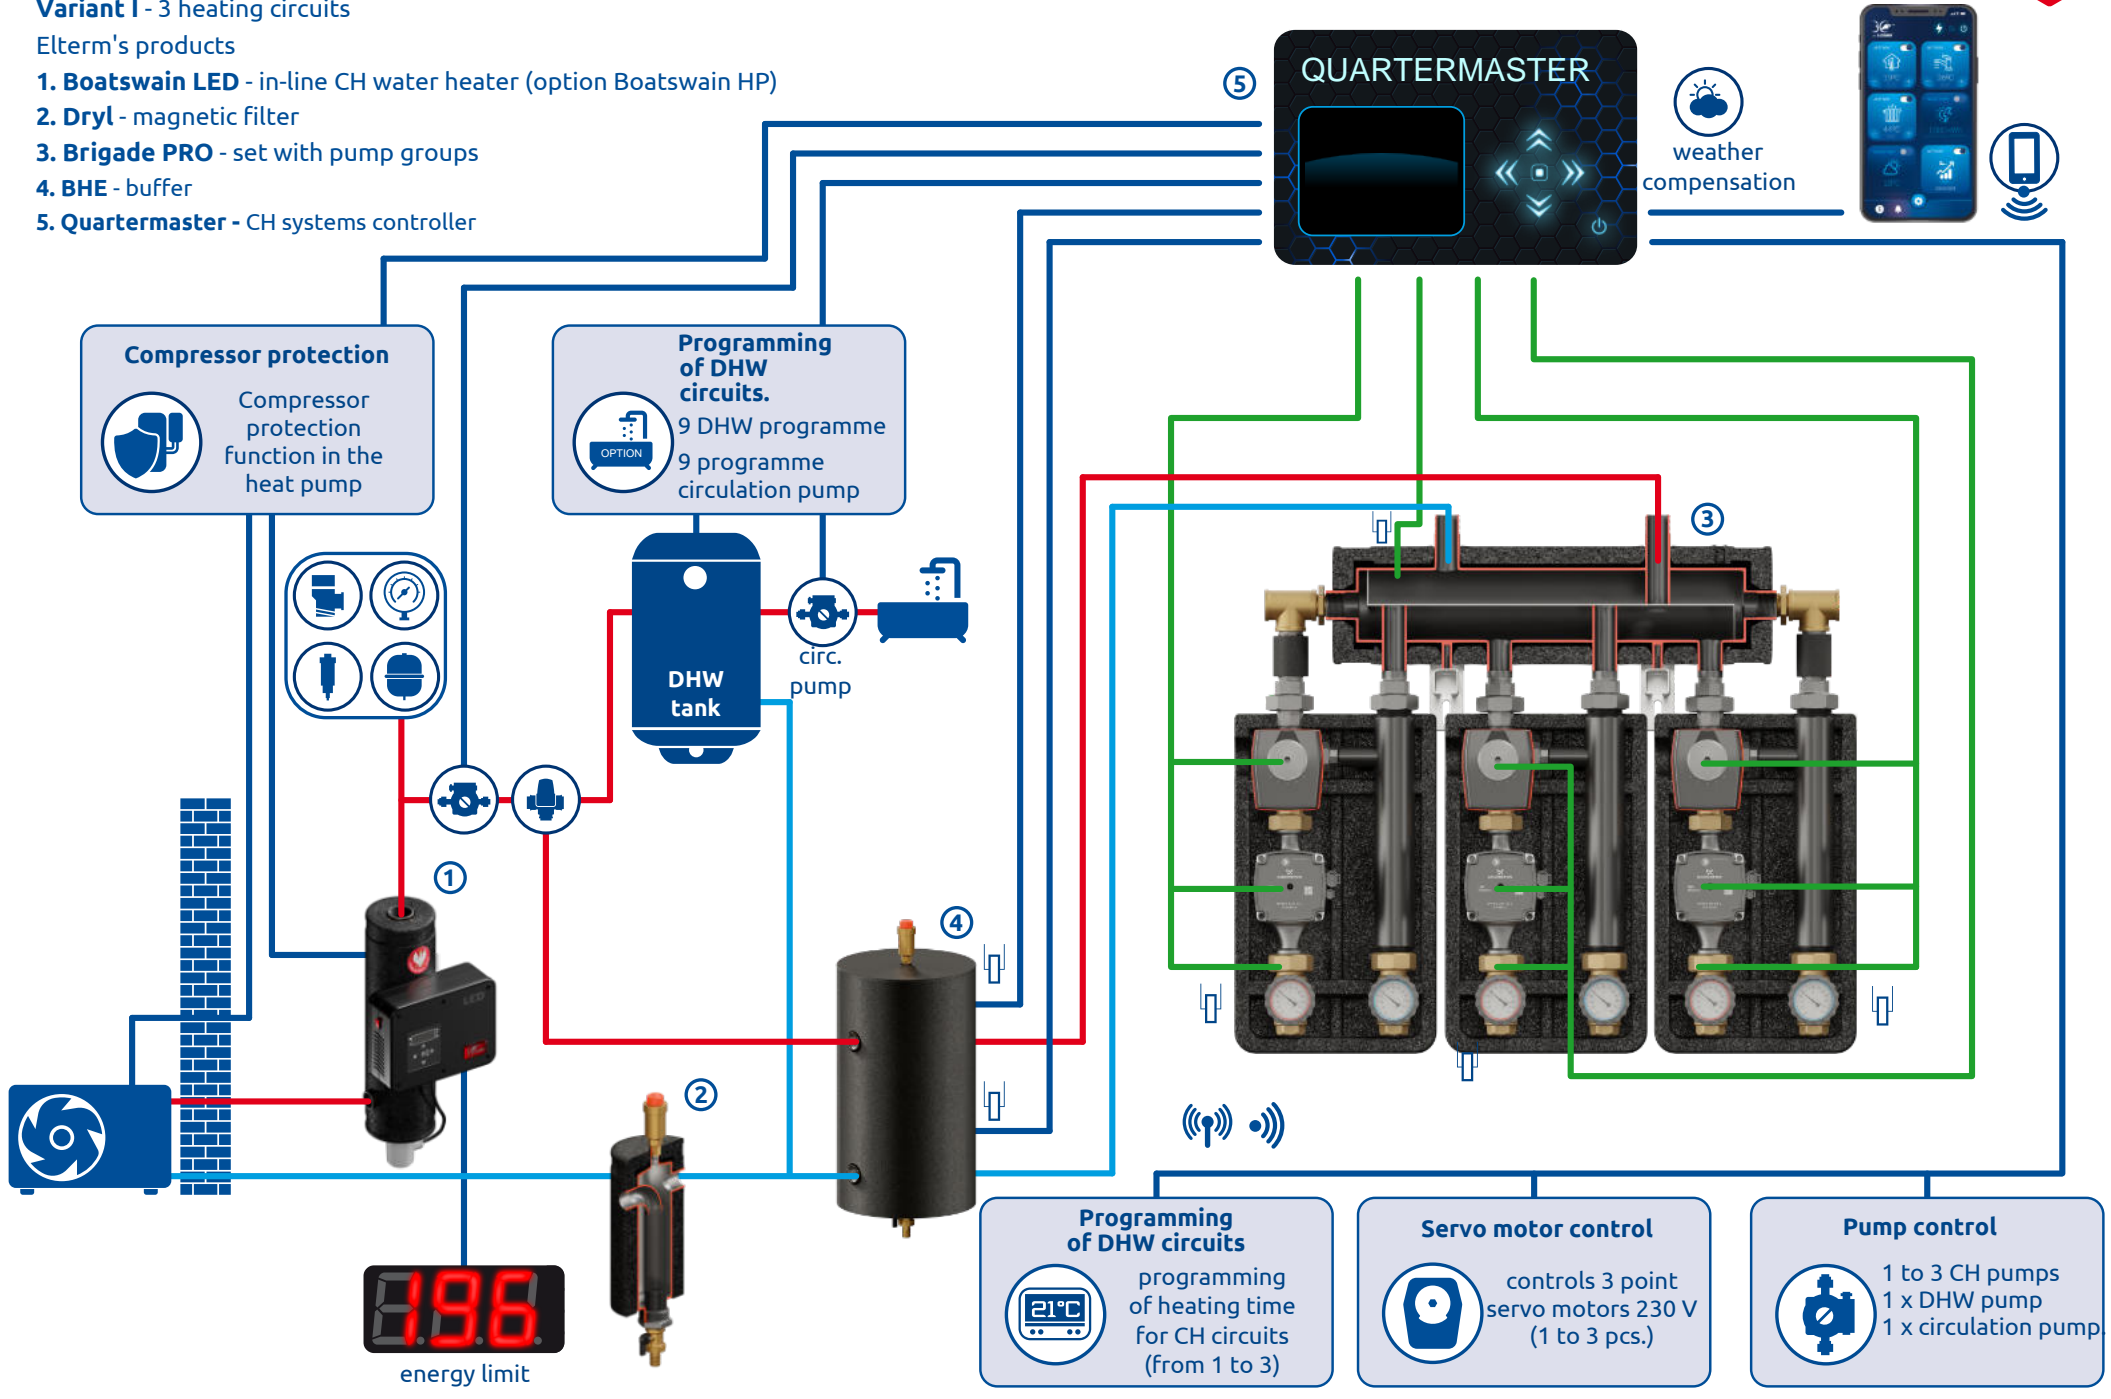 Variant I - 3 heating circuits
Elterm's products
1. Boatswain LED - in-line CH water heater (option Boatswain HP)
2. Dryl - magnetic filter
3. Brigade PRO - set with pump groups
4. BHE - buffer
5. Quartermaster - CH systems controller
5
QUARTERMASTER
weather
compensation
Compressor protection
Compressor
protection
function in the
heat pump
Programming
of DHW
circuits.
OPTION
9 DHW programme
9 programme
circulation pump
3
DHW
tank
circ.
pump
1
LED
4
2
196
energy limit
Programming
of DHW circuits
21°C
programming
of heating time
for CH circuits
(from 1 to 3)
Servo motor control
controls 3 point
servo motors 230 V
(1 to 3 pcs.)
Pump control
1 to 3 CH pumps
1 x DHW pump
1 x circulation pump.